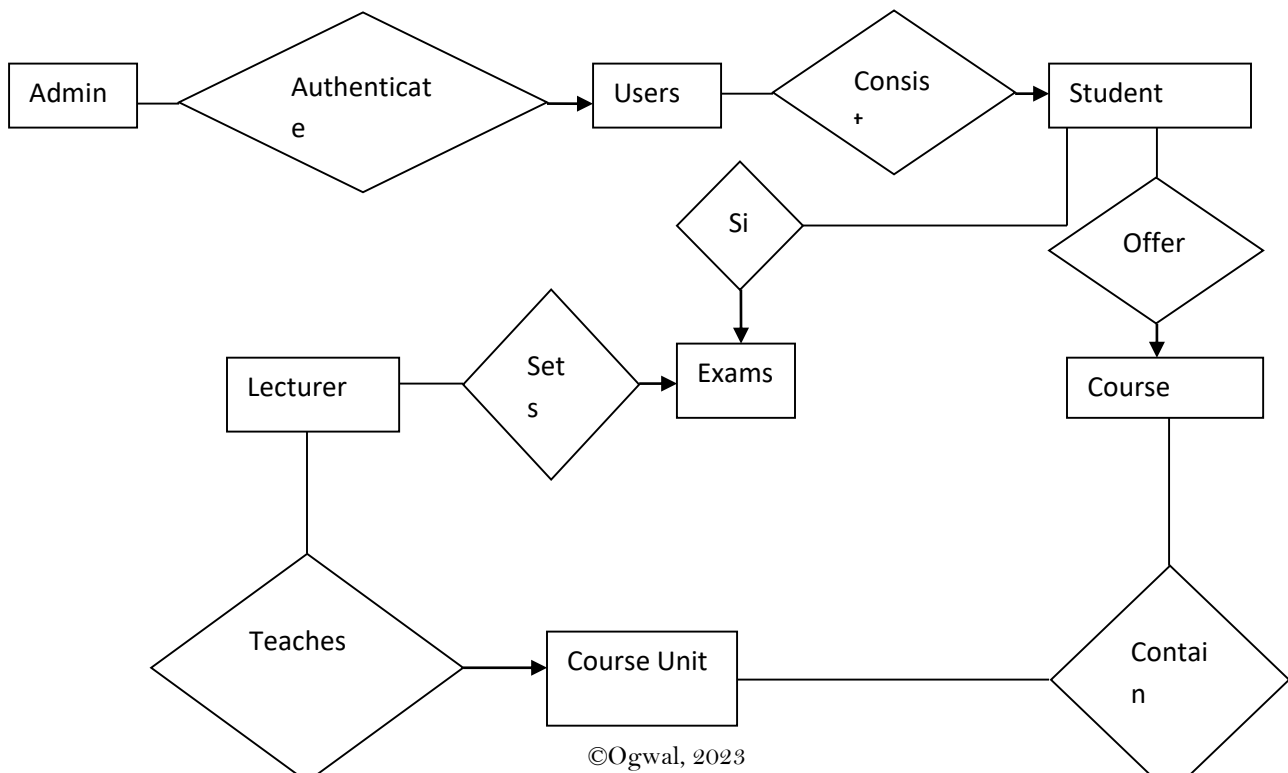 Admin
Authenticat
e
Users
Consis
t
Student
Si
Offer
Lecturer
Set
s
Exams
Course
Teaches
Course Unit
Contai
n
©Ogwal, 2023